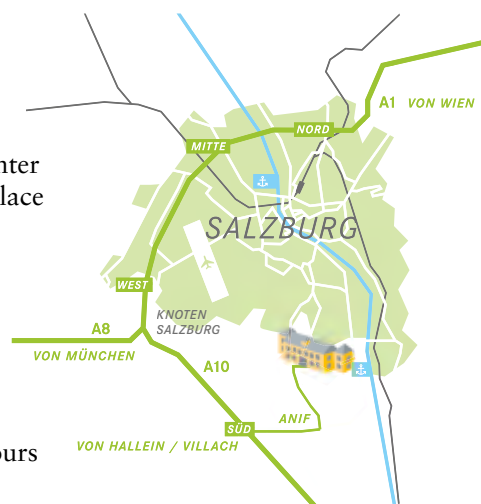 A1 VON WIEN
NORD
MITTE
nter
lace
SALZBURG
WEST
KNOTEN
SALZBURG
A8
VON MÜNCHEN
A10
ANIF
SÜD
VON HALLEIN / VILLACH
ours